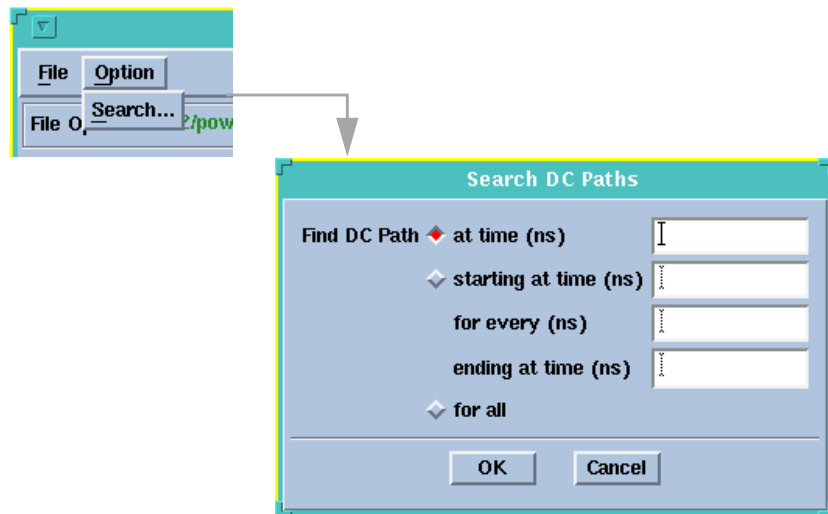 File Option
Search...
File O 2/pow
Search DC Paths
Find DC Path at time (ns)
starting at time (ns)
for every (ns)
ending at time (ns)
for all
OK Cancel